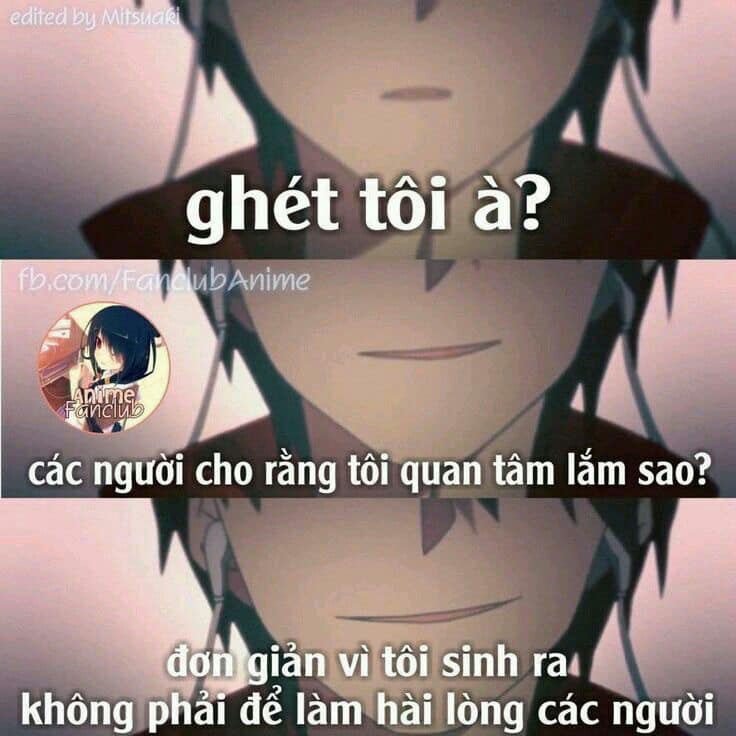 edited by Mitsuaki
ghét tôi à?
fb.com/FanclubAnime
Anime
Fanclub
các người cho rằng tôi quan tâm lắm sao?
đơn giản vì tôi sinh ra
không phải để làm hài lòng các người